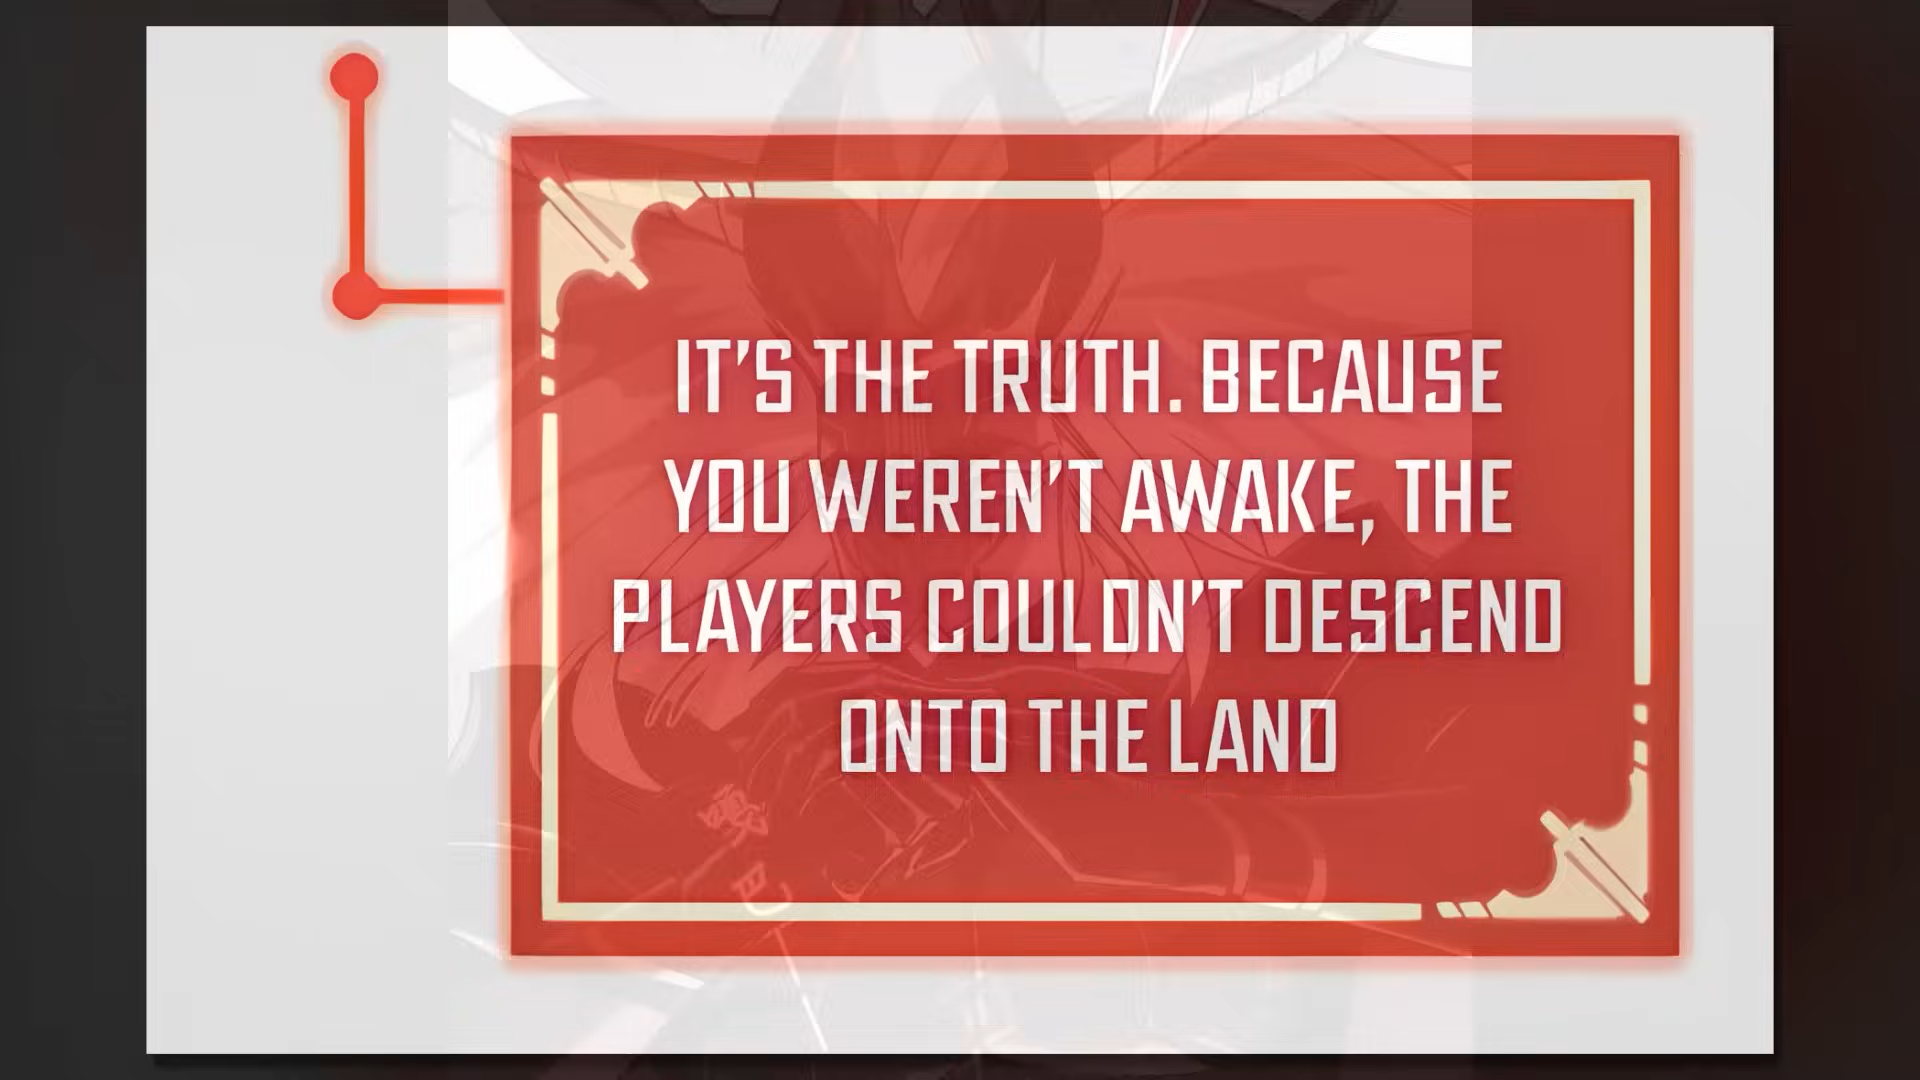 IT'S THE TRUTH. BECAUSE
YOU WEREN'T AWAKE, THE
PLAYERS COULDN'T DESCEND
ONTO THE LAND